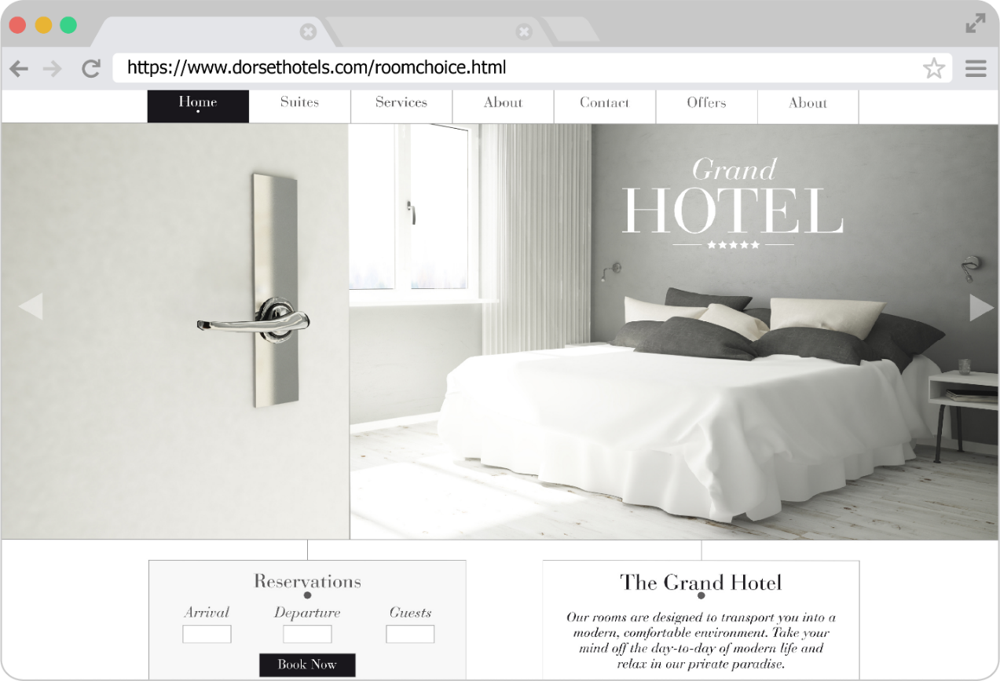 https://www.dorsethotels.com/roomchoice.html
Home Suites Services About Contact Offers About
Grand
HOTEL
Reservations
Arrival Departure Guests
Book Now
The Grand Hotel
Our rooms are designed to transport you into a
modern, comfortable environment. Take your
mind off the day-to-day of modern life and
relax in our private paradise.